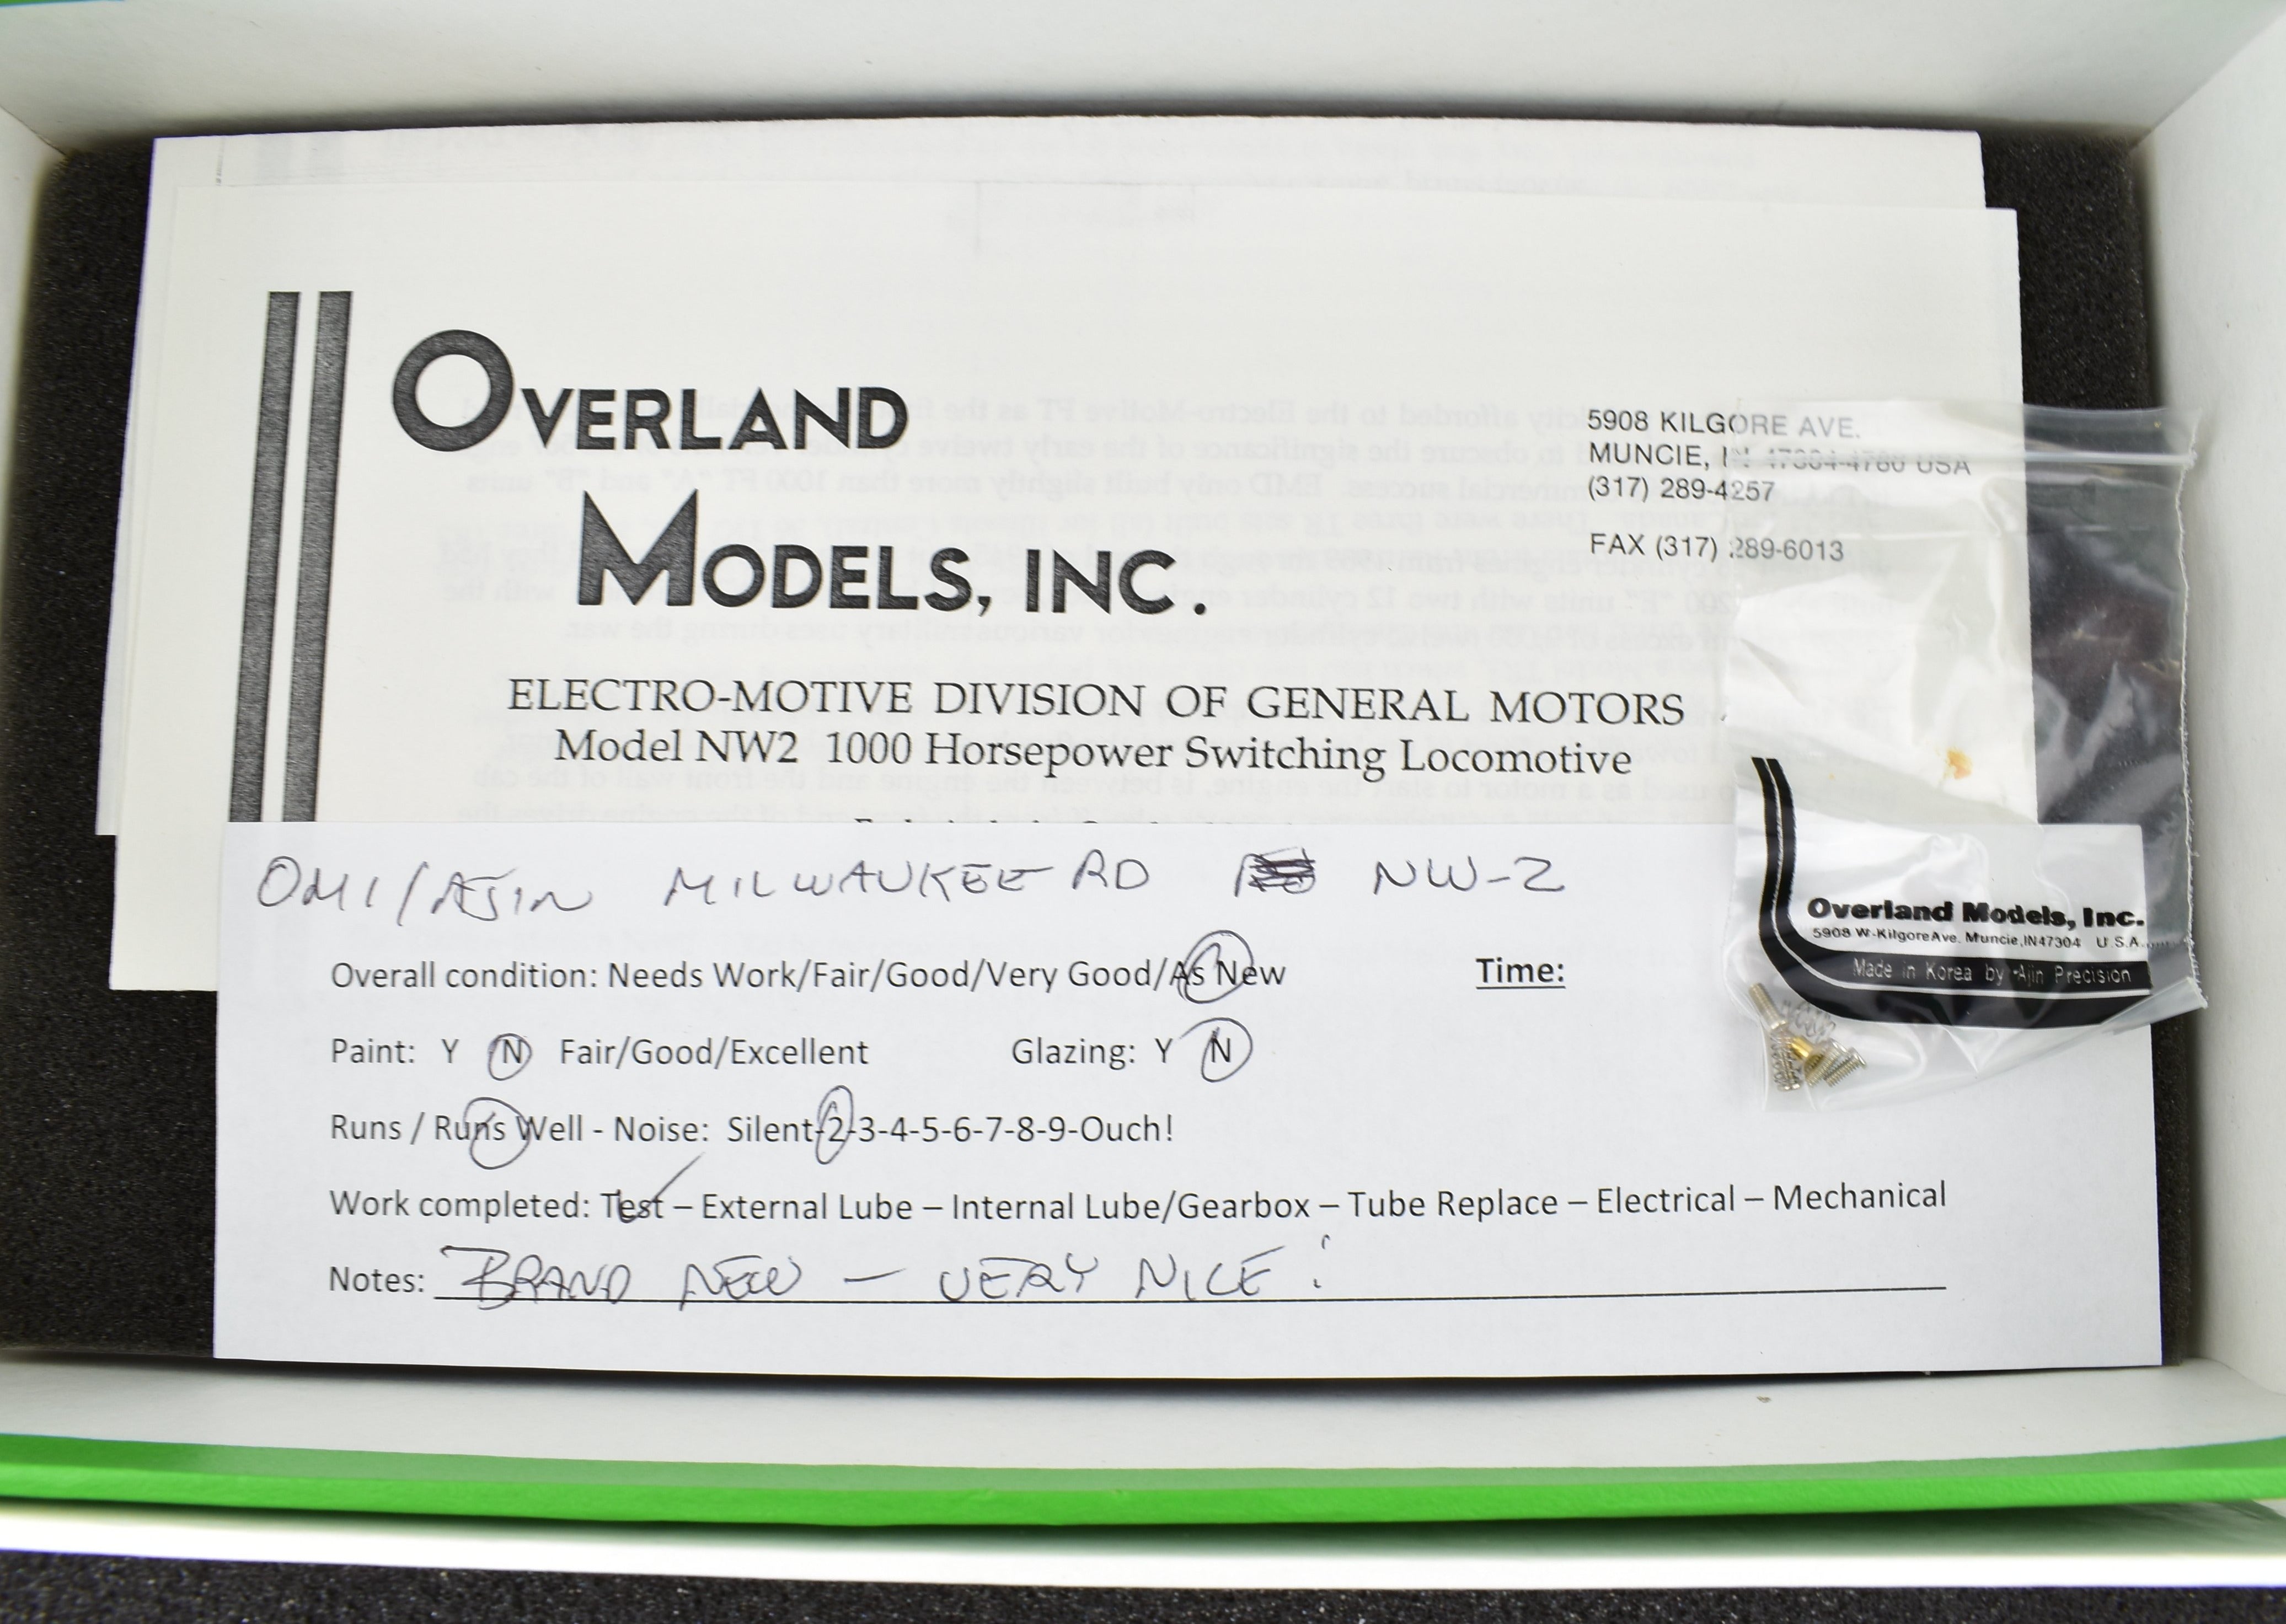 OVERLAND
MODELS, INC.
5908 KILGORE AVE.
MUNCIE, IN 47304-4788 USA
(317) 289-4257
FAX (317) 289-6013
ELECTRO-MOTIVE DIVISION OF GENERAL MOTORS
Model NW2 1000 Horsepower Switching Locomotive
OMI/AJIN MILWAUKEE RD NW-2
Overall condition: Needs Work/Fair/Good/Very Good/As New Time:
Paint: Y N Fair/Good/Excellent Glazing: Y N
Runs / Runs Well - Noise: Silent-2-3-4-5-6-7-8-9-Ouch!
Work completed: Test – External Lube – Internal Lube/Gearbox – Tube Replace – Electrical – Mechanical
Notes: BRAND NEW — VERY NICE!
Overland Models, Inc.
5908 W. Kilgore Ave. Muncie, IN 47304 U.S.A.
Made in Korea by Ajin Precision